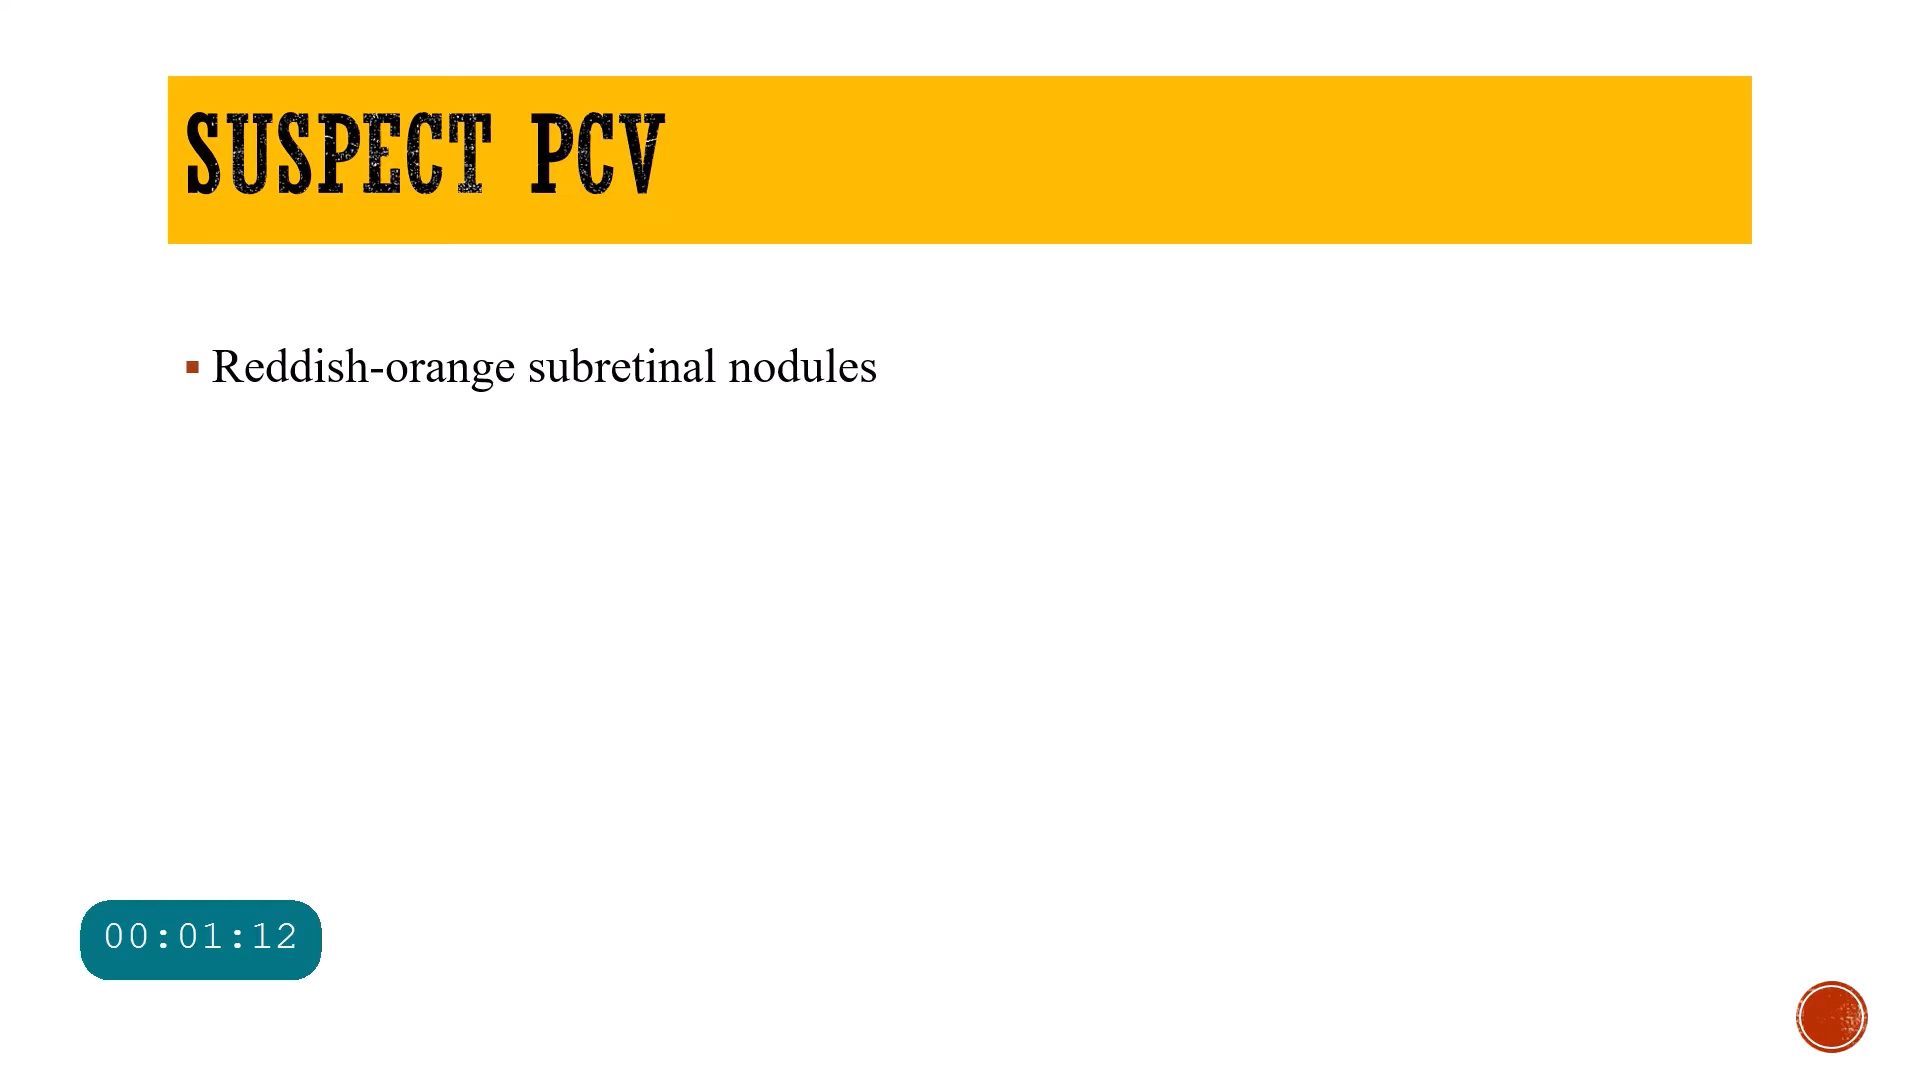 SUSPECT PCV
▪ Reddish-orange subretinal nodules
00:01:12